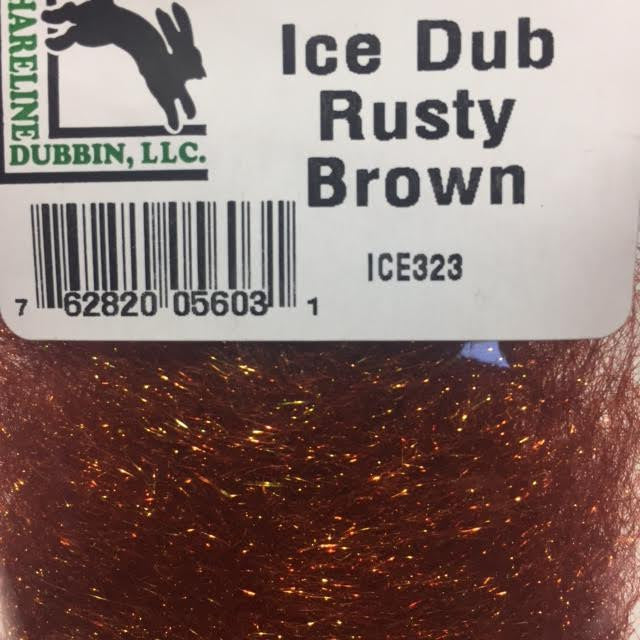 HARELINE
DUBBIN, LLC.
Ice Dub
Rusty
Brown
ICE323
7 62820 05603 1